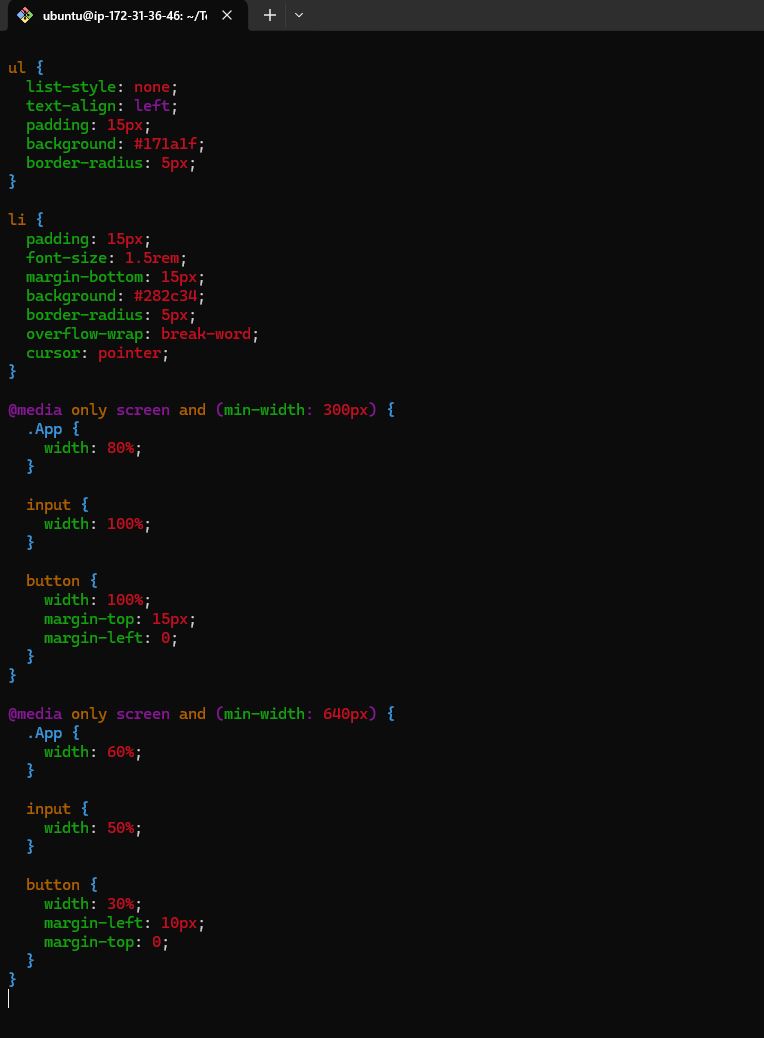 ubuntu@ip-172-31-36-46: ~/T
ul {
  list-style: none;
  text-align: left;
  padding: 15px;
  background: #171a1f;
  border-radius: 5px;
}

li {
  padding: 15px;
  font-size: 1.5rem;
  margin-bottom: 15px;
  background: #282c34;
  border-radius: 5px;
  overflow-wrap: break-word;
  cursor: pointer;
}

@media only screen and (min-width: 300px) {
  .App {
    width: 80%;
  }

  input {
    width: 100%;
  }

  button {
    width: 100%;
    margin-top: 15px;
    margin-left: 0;
  }
}

@media only screen and (min-width: 640px) {
  .App {
    width: 60%;
  }

  input {
    width: 50%;
  }

  button {
    width: 30%;
    margin-left: 10px;
    margin-top: 0;
  }
}